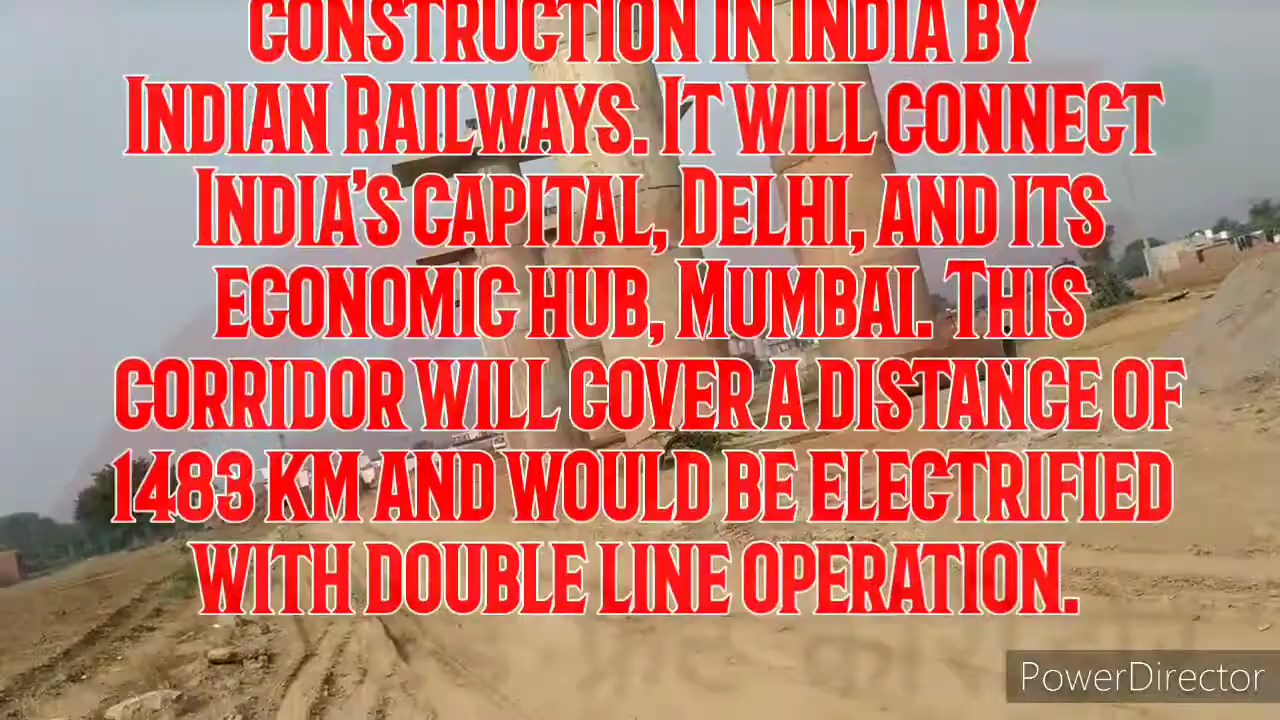 CONSTRUCTION IN INDIA BY
INDIAN RAILWAYS. IT WILL CONNECT
INDIA'S CAPITAL, DELHI, AND ITS
ECONOMIC HUB, MUMBAI. THIS
CORRIDOR WILL COVER A DISTANCE OF
1483 KM AND WOULD BE ELECTRIFIED
WITH DOUBLE LINE OPERATION.
PowerDirector